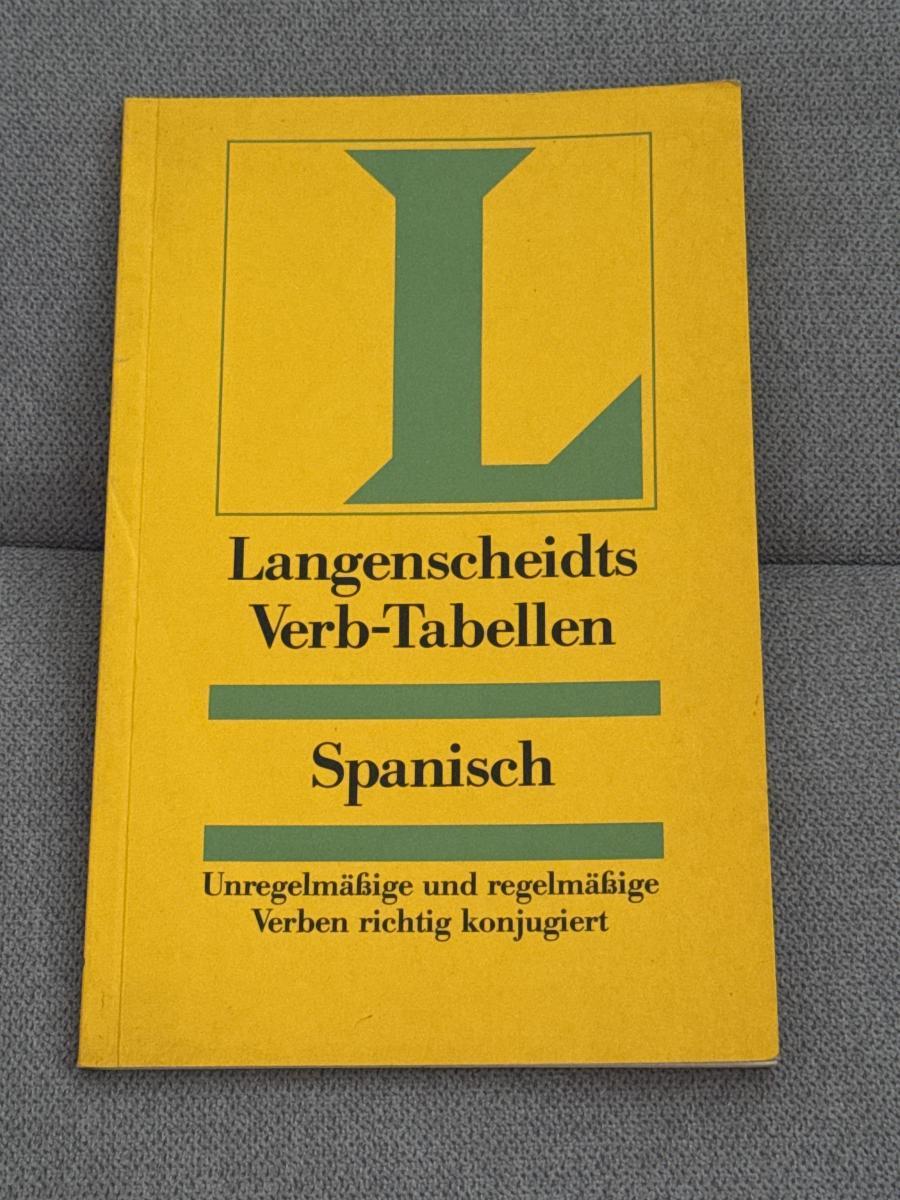 L
Langenscheidts
Verb-Tabellen
Spanisch
Unregelmäßige und regelmäßige
Verben richtig konjugiert